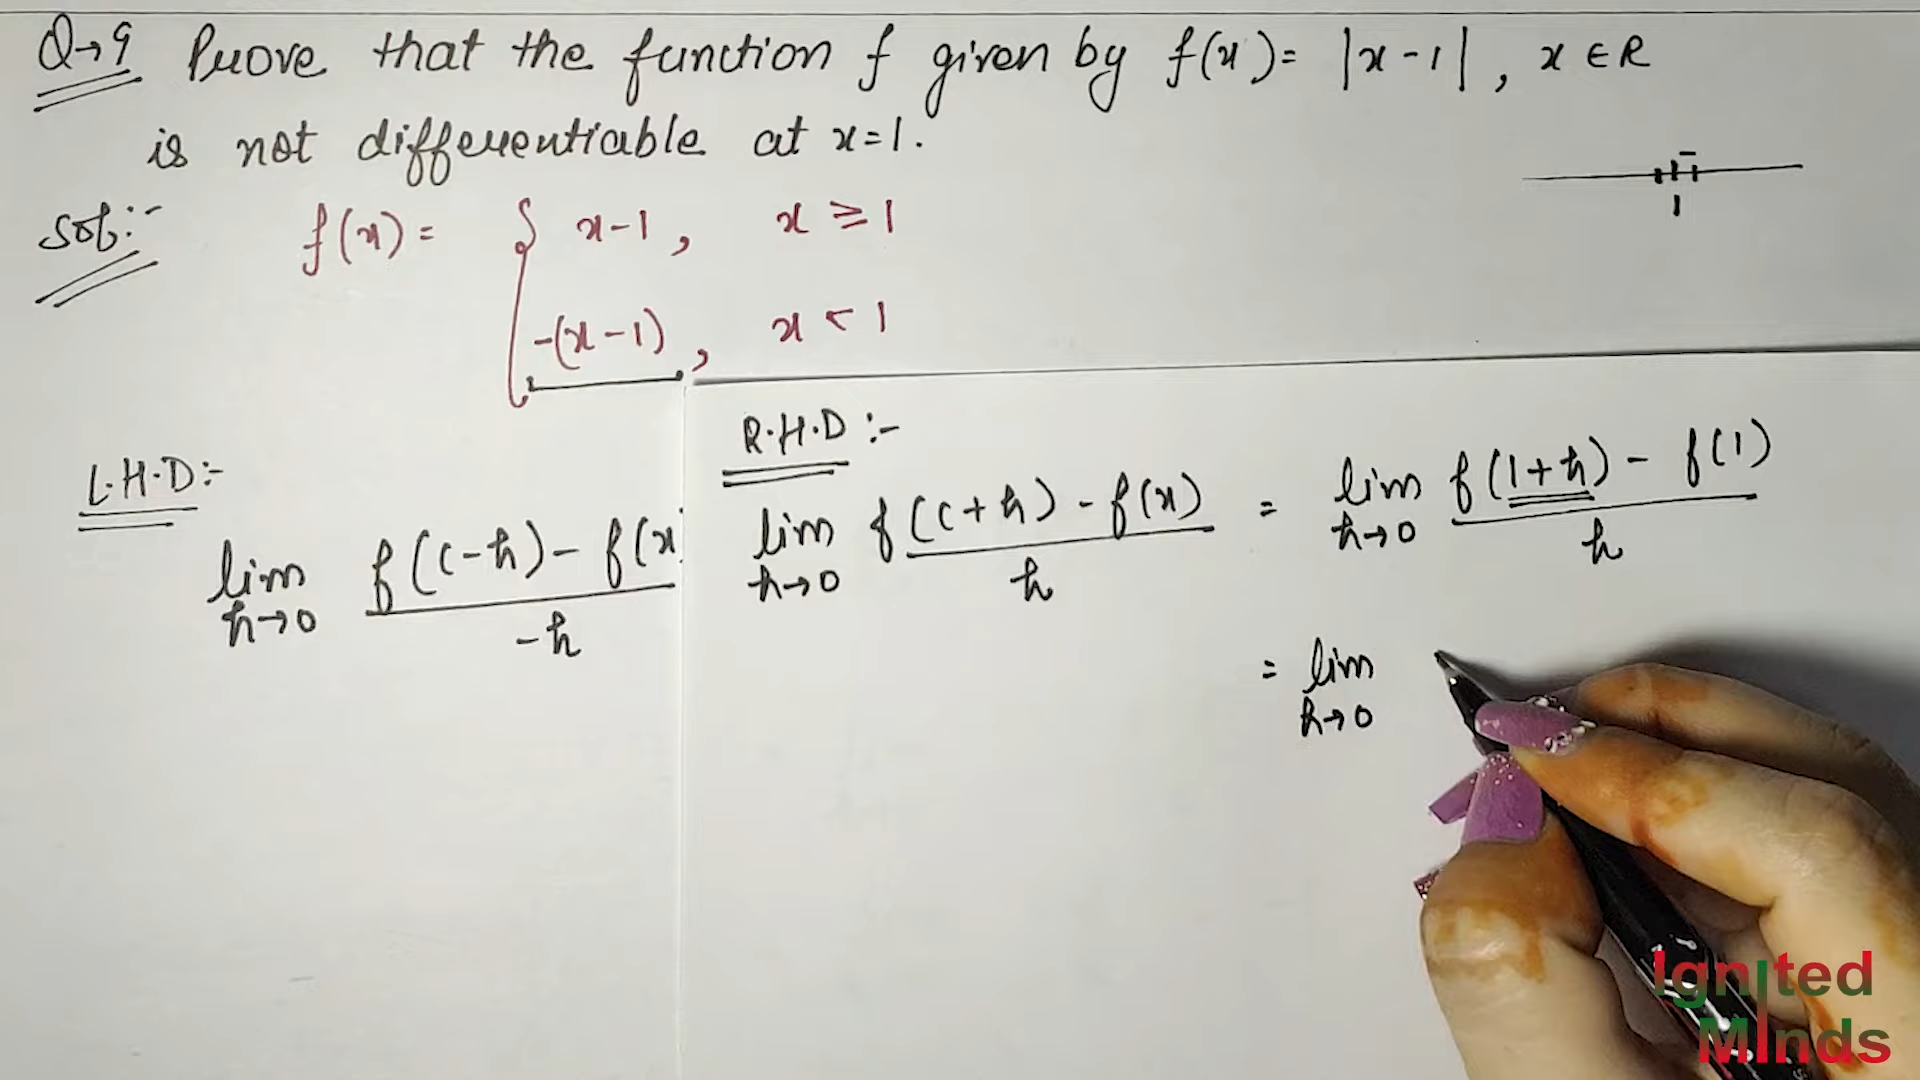 Q→9 Prove that the function f given by f(x) = |x-1|, x ∈ R
is not differentiable at x=1.
1
Sol:-
f(x) = { x-1, x ≥ 1
-(x-1), x < 1
L.H.D:-
lim h→0 f(c-h) - f(x) / -h
R.H.D:-
lim h→0 f(c+h) - f(x) / h = lim h→0 f(1+h) - f(1) / h
= lim h→0
Ignited
Minds